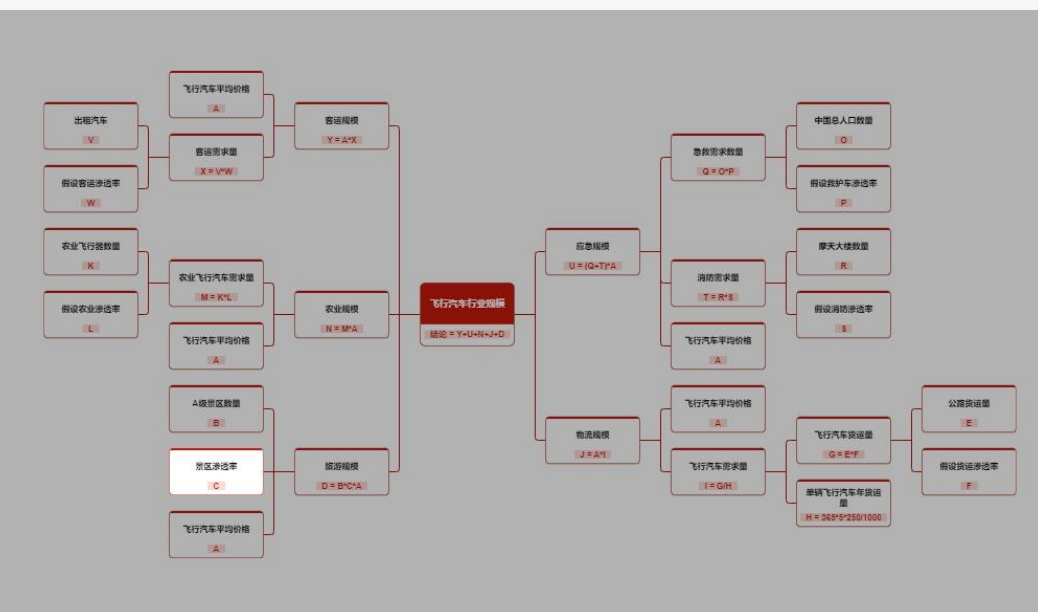 飞行汽车平均价格
A
出租汽车
V
客运规模
Y = A*X
客运需求量
X = V*W
假设客运渗透率
W
农业飞行器数量
K
农业飞行汽车需求量
M = K*L
假设农业渗透率
L
农业规模
N = M*A
飞行汽车平均价格
A
A级景区数量
B
景区渗透率
C
旅游规模
D = B*C*A
飞行汽车平均价格
A
飞行汽车行业规模
结论 = Y+U+N+J+D
中国总人口数量
O
急救需求数量
Q = O*P
假设救护车渗透率
P
应急规模
U = (Q+T)*A
摩天大楼数量
R
消防需求量
T = R*S
假设消防渗透率
S
飞行汽车平均价格
A
飞行汽车平均价格
A
物流规模
J = A*I
公路货运量
E
飞行汽车货运量
G = E*F
飞行汽车需求量
I = G/H
假设货运渗透率
F
单辆飞行汽车年货运
量
H = 365*5*250/1000